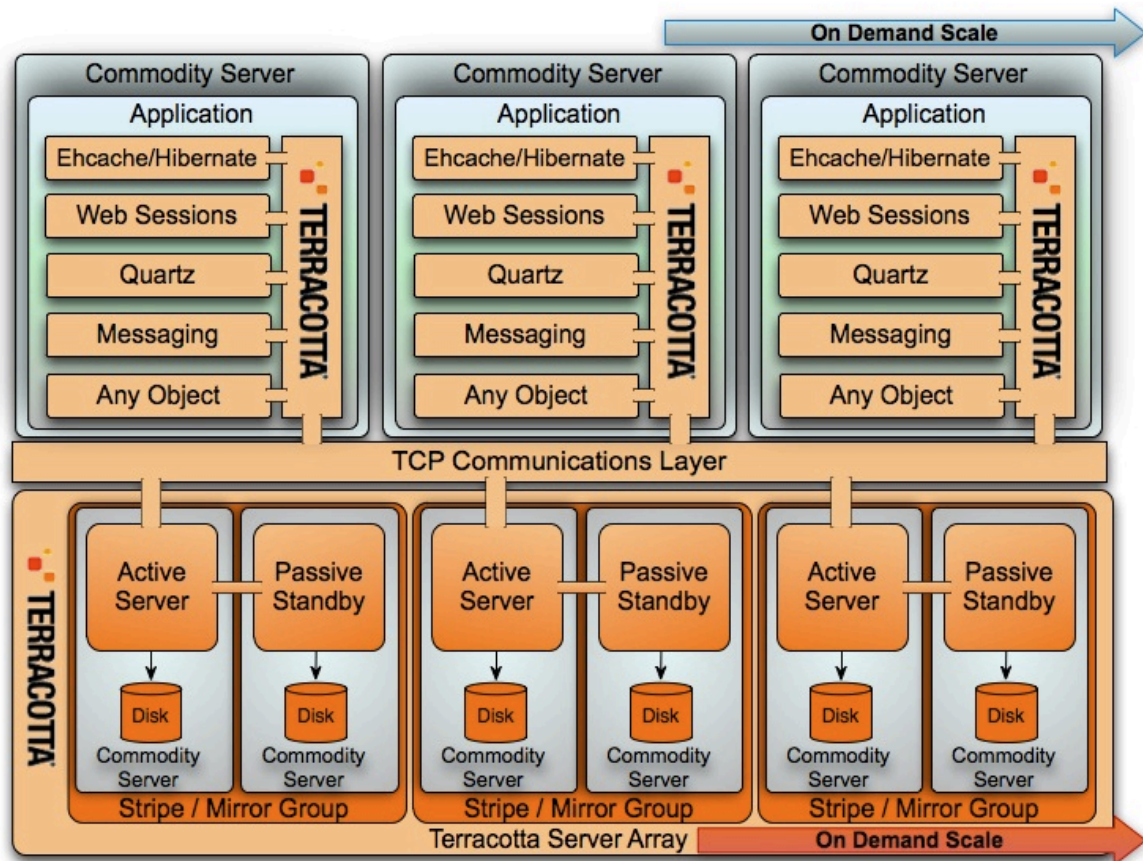 On Demand Scale
Commodity Server
Commodity Server
Commodity Server
Application
Application
Application
Ehcache/Hibernate
Web Sessions
Quartz
Messaging
Any Object
TERRACOTTA
Ehcache/Hibernate
Web Sessions
Quartz
Messaging
Any Object
TERRACOTTA
Ehcache/Hibernate
Web Sessions
Quartz
Messaging
Any Object
TERRACOTTA
TCP Communications Layer
TERRACOTTA
Active
Server
Passive
Standby
Active
Server
Passive
Standby
Active
Server
Passive
Standby
Disk
Disk
Disk
Disk
Disk
Disk
Commodity
Server
Commodity
Server
Commodity
Server
Commodity
Server
Commodity
Server
Commodity
Server
Stripe / Mirror Group
Stripe / Mirror Group
Stripe / Mirror Group
Terracotta Server Array
On Demand Scale